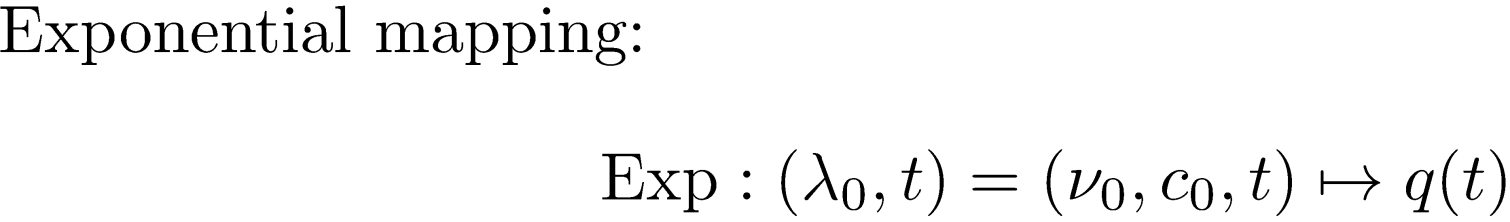 Exponential mapping:
Exp : (λ₀, t) = (ν₀, c₀, t) ↦ q(t)